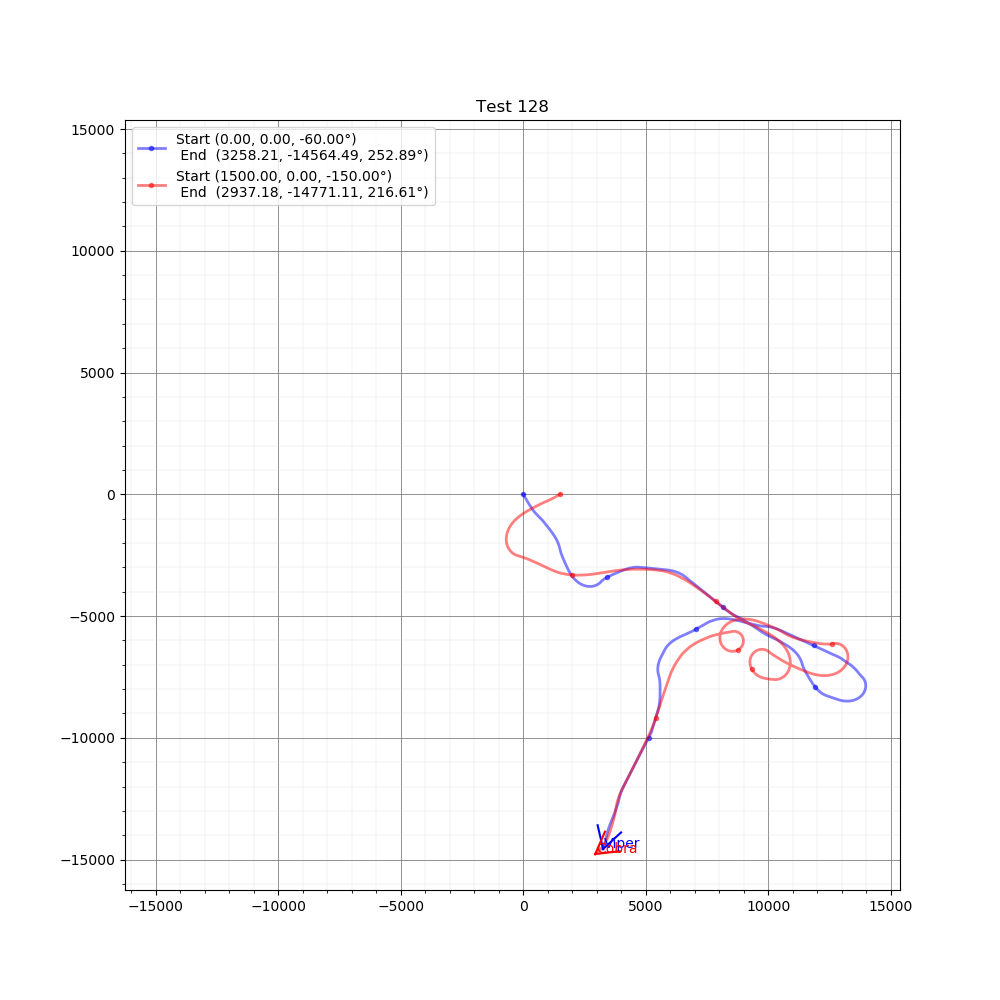 Test 128
Start (0.00, 0.00, -60.00°)
End (3258.21, -14564.49, 252.89°)
Start (1500.00, 0.00, -150.00°)
End (2937.18, -14771.11, 216.61°)
15000
10000
5000
0
−5000
−10000
−15000
Viper
Cobra
−15000 −10000 −5000 0 5000 10000 15000